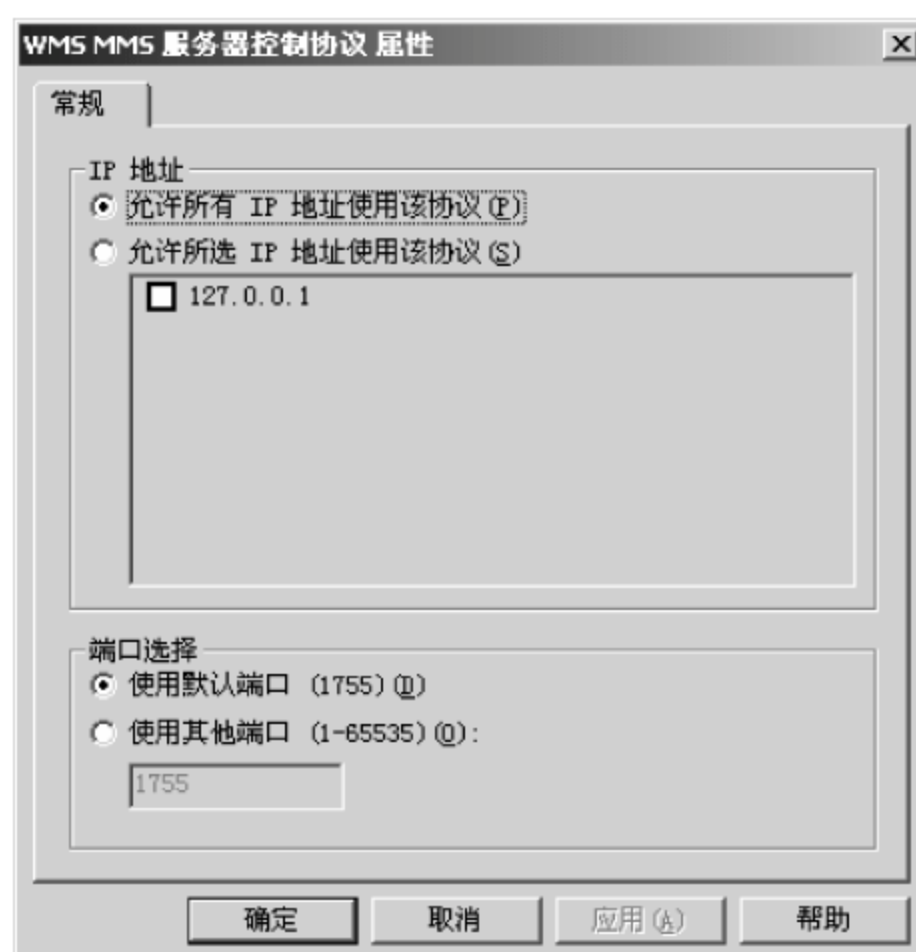 WMS MMS 服务器控制协议 属性
常规
IP 地址
允许所有 IP 地址使用该协议(P)
允许所选 IP 地址使用该协议(S)
127.0.0.1
端口选择
使用默认端口 (1755)(D)
使用其他端口 (1-65535)(O):
1755
确定 取消 应用(A) 帮助